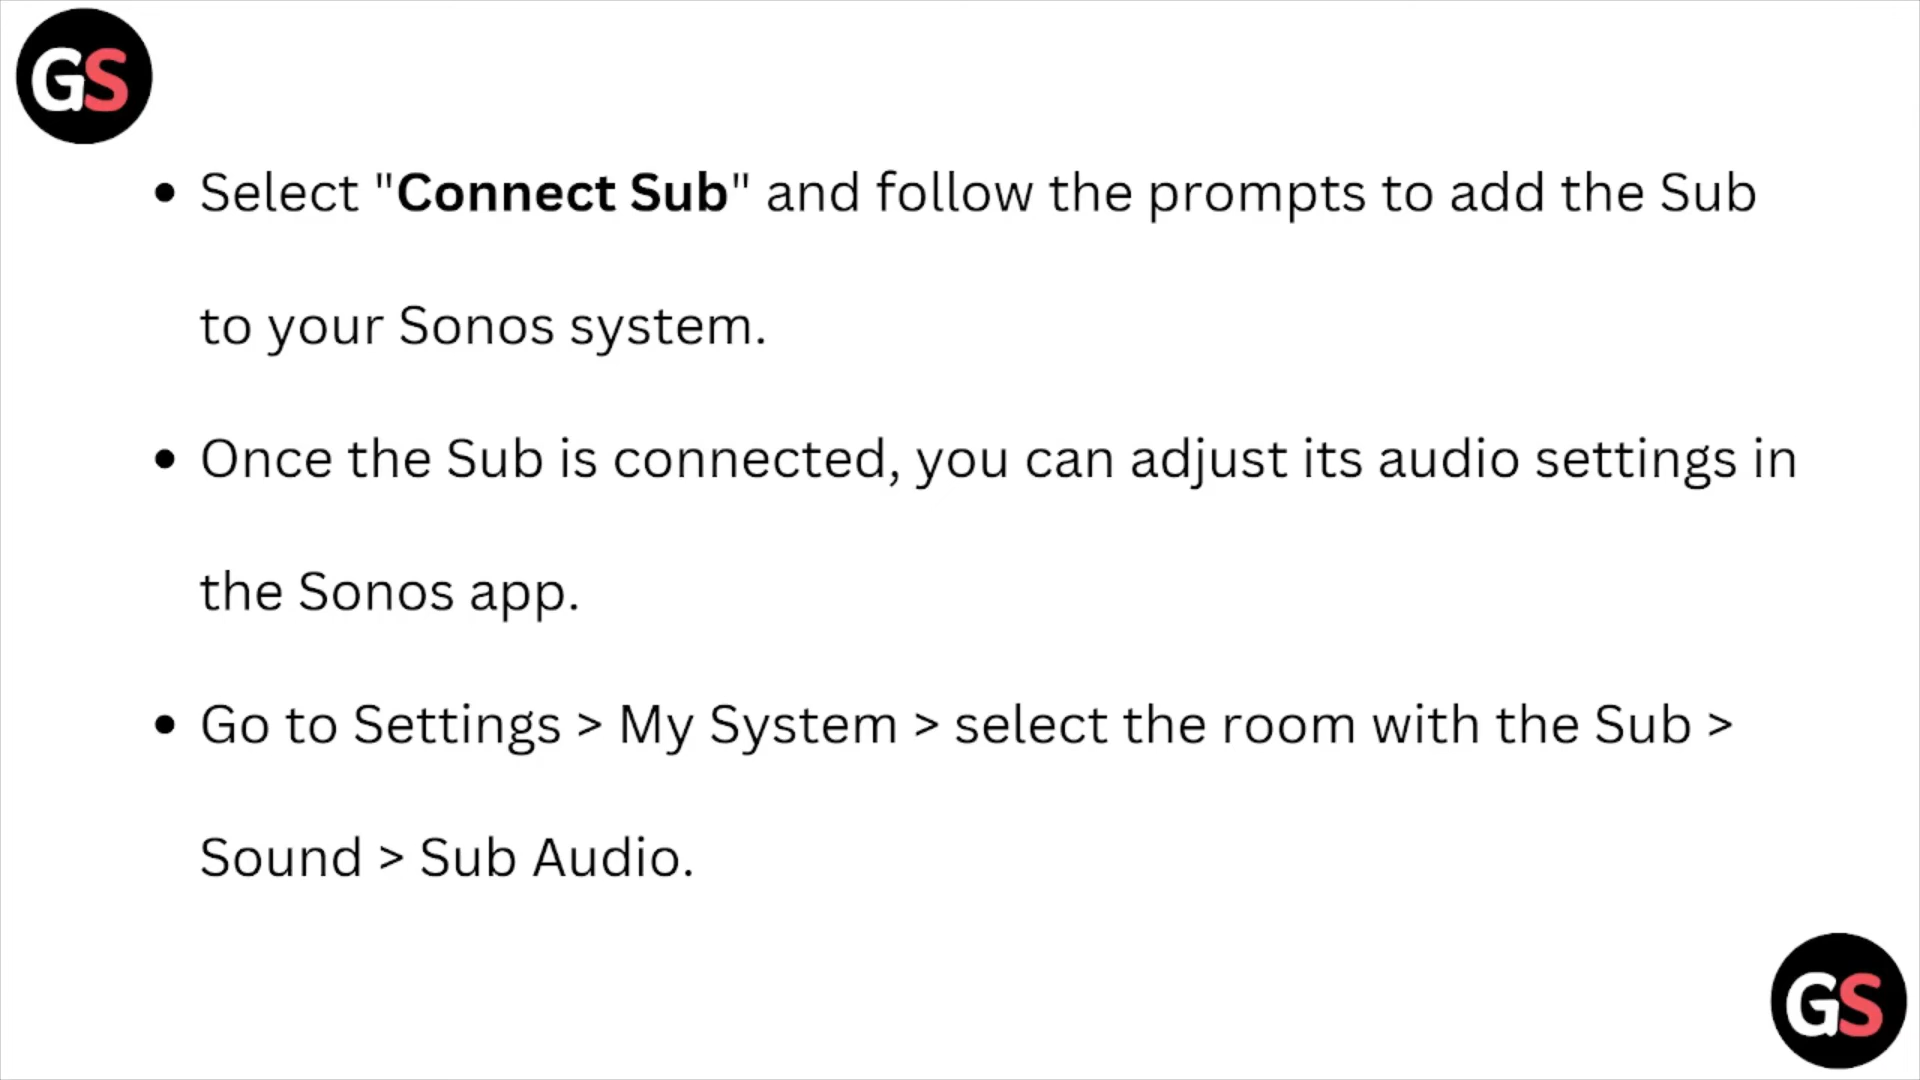 GS
• Select "Connect Sub" and follow the prompts to add the Sub
to your Sonos system.
• Once the Sub is connected, you can adjust its audio settings in
the Sonos app.
• Go to Settings > My System > select the room with the Sub >
Sound > Sub Audio.
GS